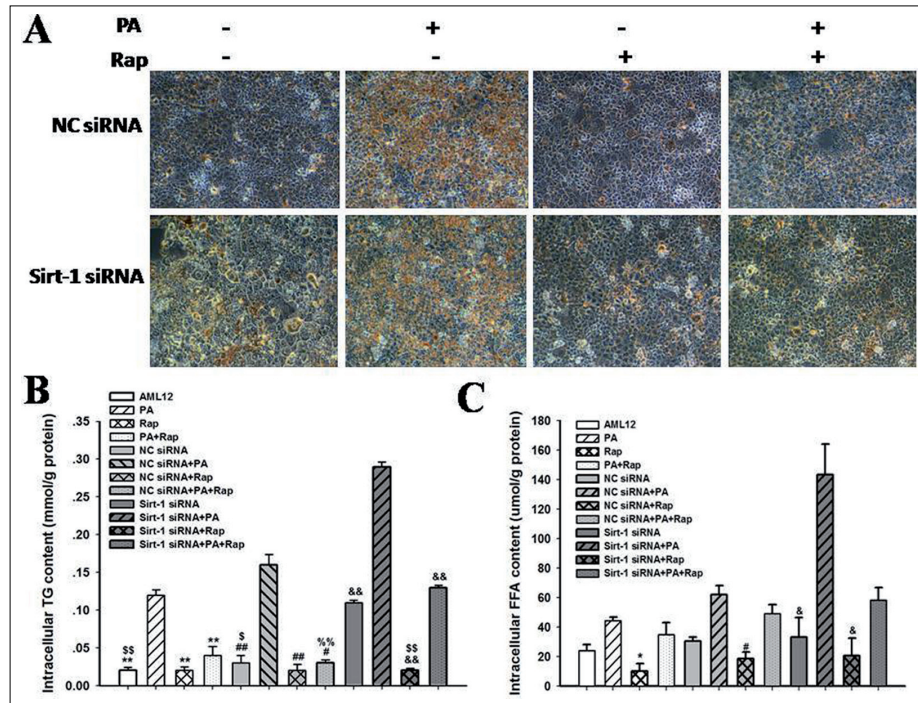 A
PA - + - +
Rap - - + +
NC siRNA
Sirt-1 siRNA
B
Intracellular TG content (mmol/g protein)
.30
.25
.20
.15
.10
.05
0.00
AML12
PA
Rap
PA+Rap
NC siRNA
NC siRNA+PA
NC siRNA+Rap
NC siRNA+PA+Rap
Sirt-1 siRNA
Sirt-1 siRNA+PA
Sirt-1 siRNA+Rap
Sirt-1 siRNA+PA+Rap
$$
**
**
**
$
##
##
%%
#
&&
$$
&&
&&
C
Intracellular FFA content (umol/g protein)
180
160
140
120
100
80
60
40
20
0
AML12
PA
Rap
PA+Rap
NC siRNA
NC siRNA+PA
NC siRNA+Rap
NC siRNA+PA+Rap
Sirt-1 siRNA
Sirt-1 siRNA+PA
Sirt-1 siRNA+Rap
Sirt-1 siRNA+PA+Rap
*
#
&
&